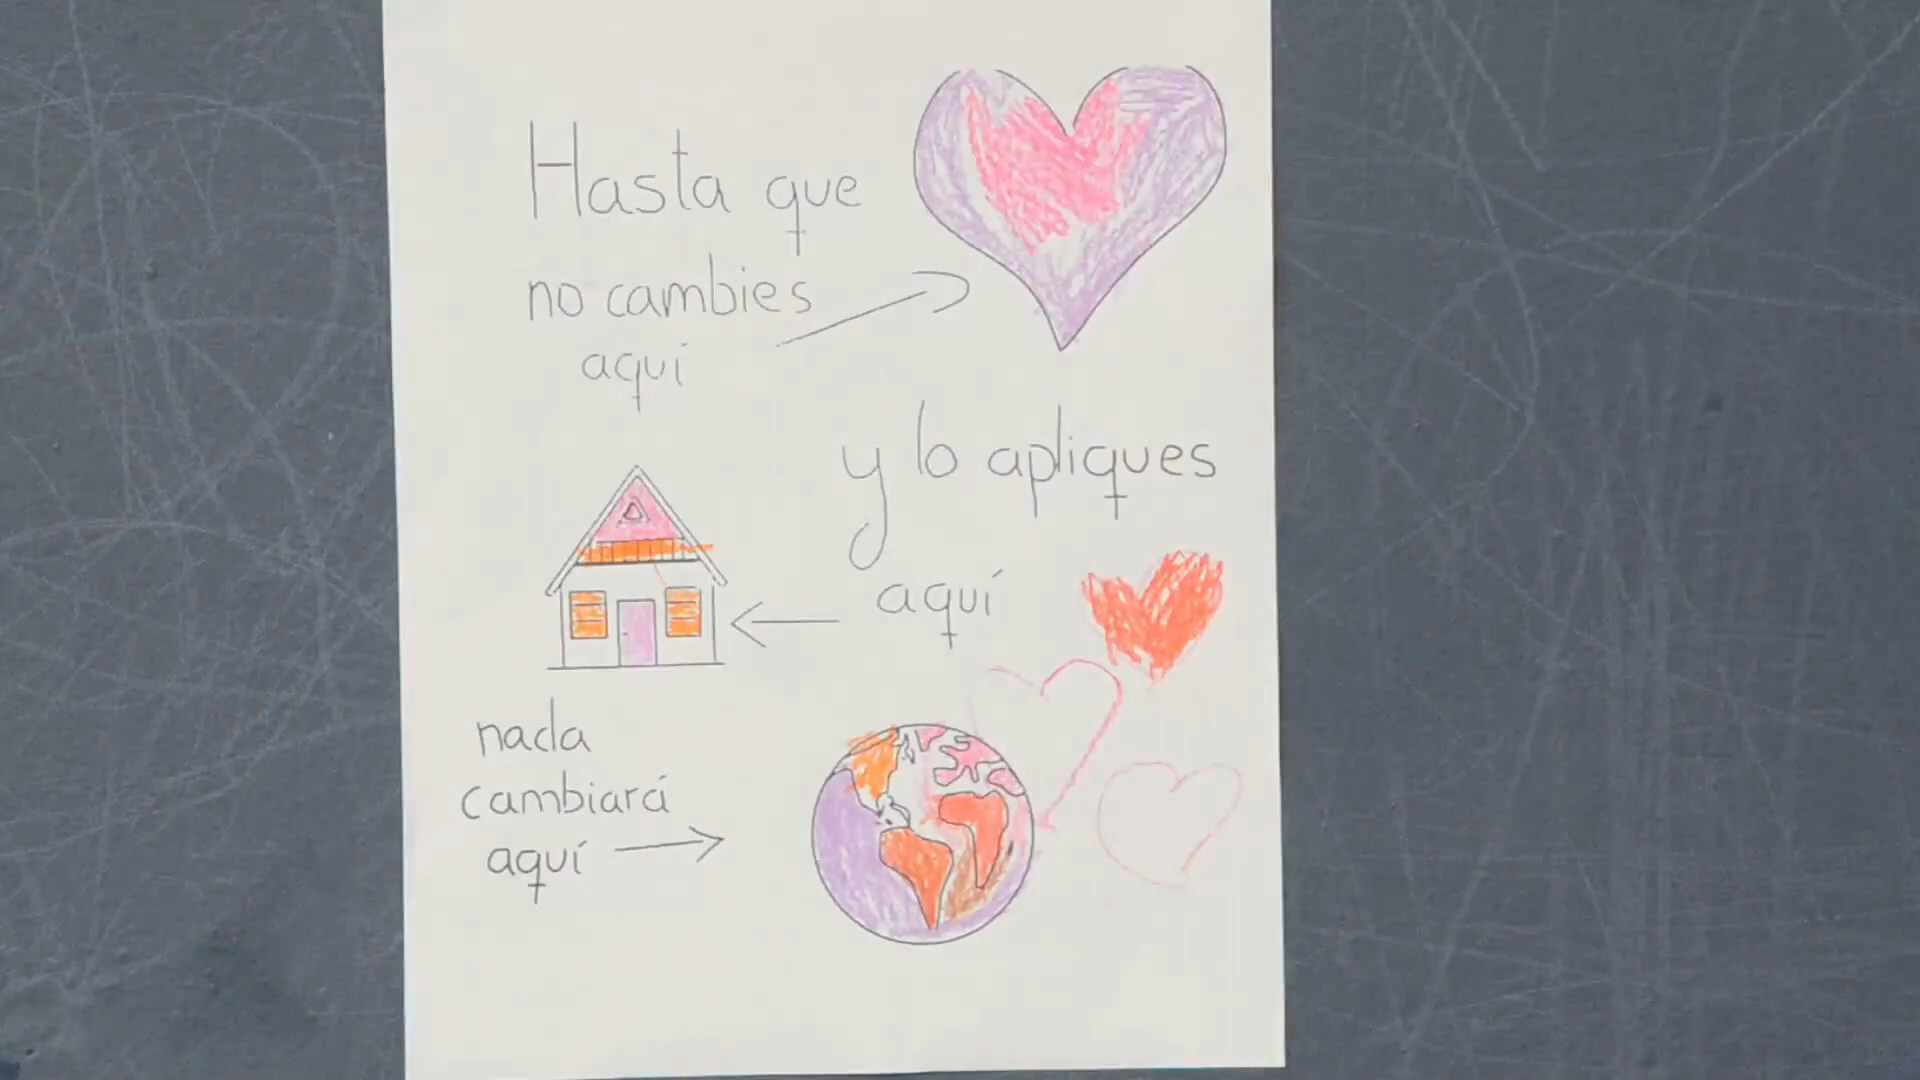 Hasta que
no cambies
aquí
y lo apliques
aquí
nada
cambiará
aquí